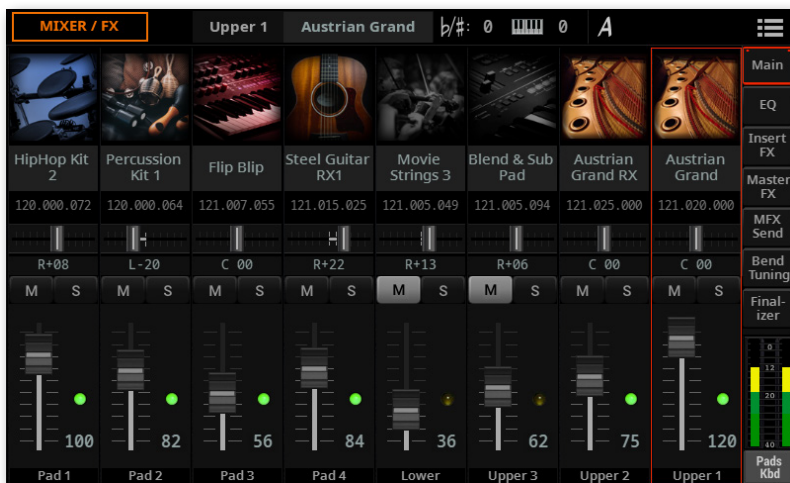 MIXER / FX Upper 1 Austrian Grand ♭/#: 0 0 A
Main
EQ
Insert
FX
Master
FX
MFX
Send
Bend
Tuning
Final-
izer
HipHop Kit
2
Percussion
Kit 1
Flip Blip
Steel Guitar
RX1
Movie
Strings 3
Blend & Sub
Pad
Austrian
Grand RX
Austrian
Grand
120.000.072 120.000.064 121.007.055 121.015.025 121.005.049 121.005.094 121.025.000 121.020.000
R+08 L-20 C 00 R+22 R+13 R+06 C 00 C 00
M S M S M S M S M S M S M S M S
0
12
20
40
100 82 56 84 36 62 75 120
Pad 1 Pad 2 Pad 3 Pad 4 Lower Upper 3 Upper 2 Upper 1
Pads
Kbd